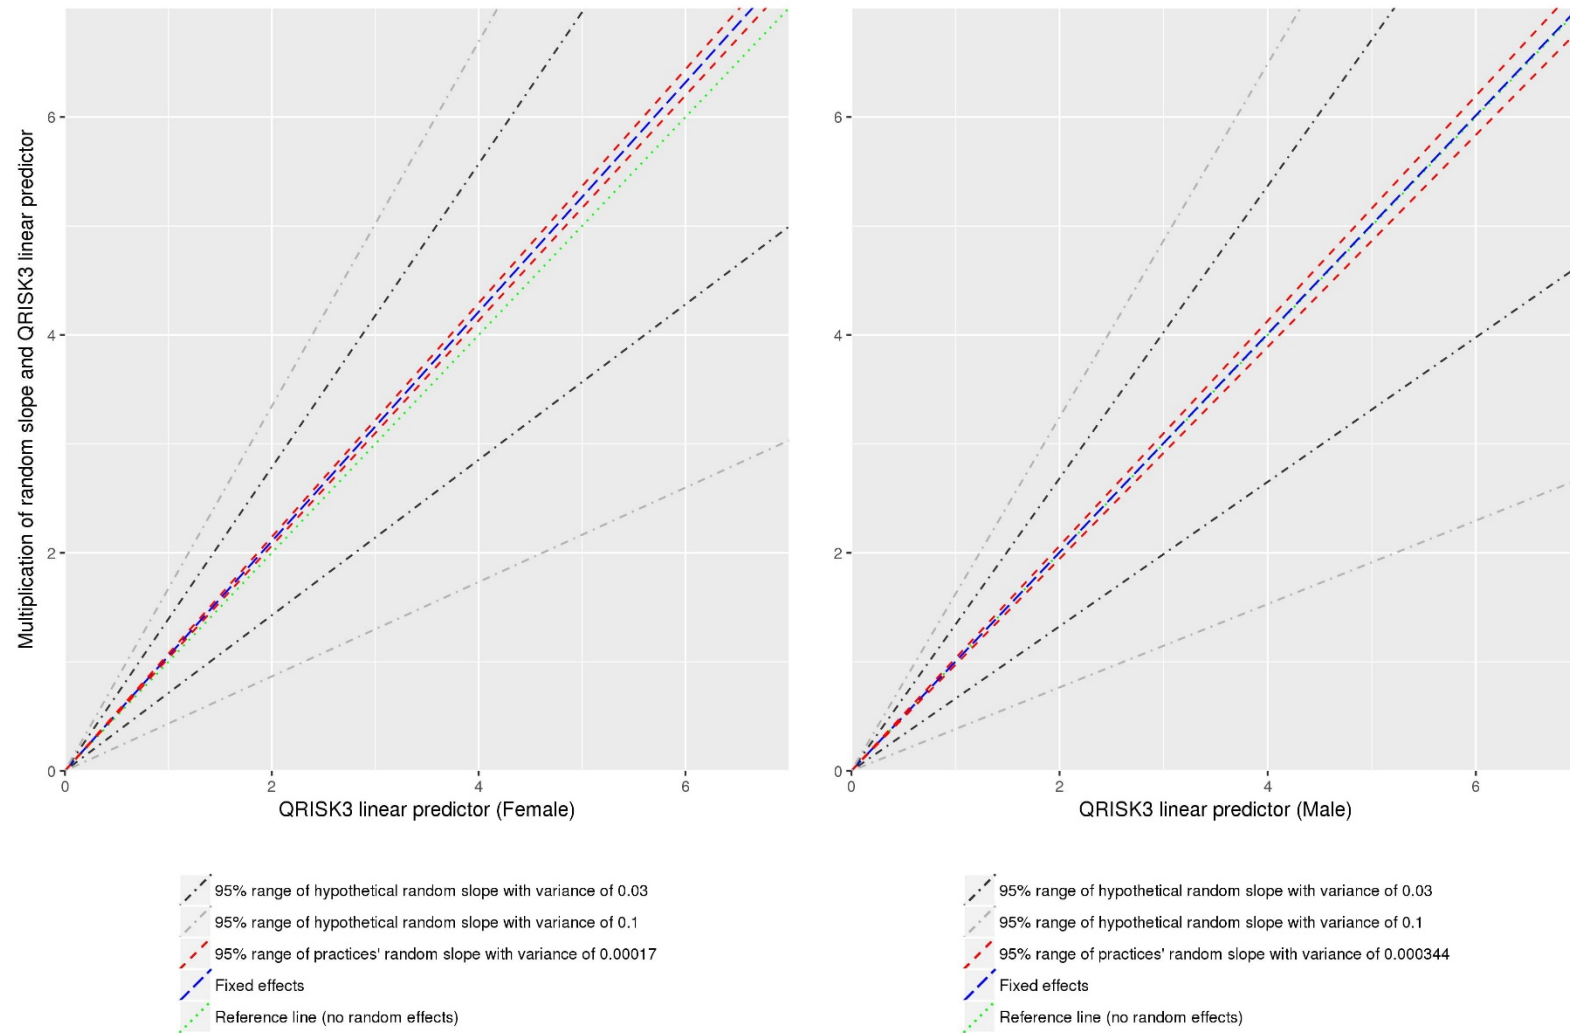 Multiplication of random slope and QRISK3 linear predictor
6
4
2
0
0 2 4 6
QRISK3 linear predictor (Female)
6
4
2
0
0 2 4 6
QRISK3 linear predictor (Male)
95% range of hypothetical random slope with variance of 0.03
95% range of hypothetical random slope with variance of 0.1
95% range of practices' random slope with variance of 0.00017
Fixed effects
Reference line (no random effects)
95% range of hypothetical random slope with variance of 0.03
95% range of hypothetical random slope with variance of 0.1
95% range of practices' random slope with variance of 0.000344
Fixed effects
Reference line (no random effects)